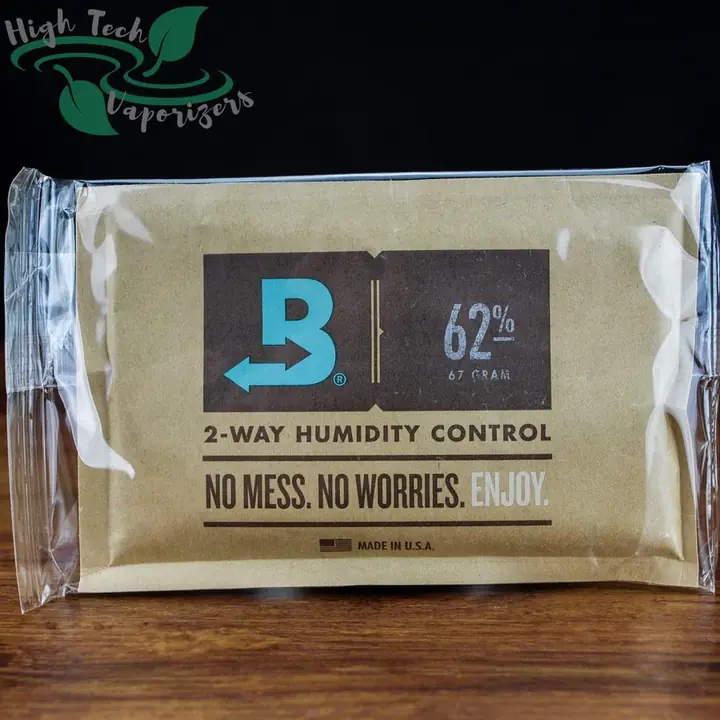 High Tech
Vaporizers
B®
62%
67 GRAM
2-WAY HUMIDITY CONTROL
NO MESS. NO WORRIES. ENJOY.
MADE IN U.S.A.